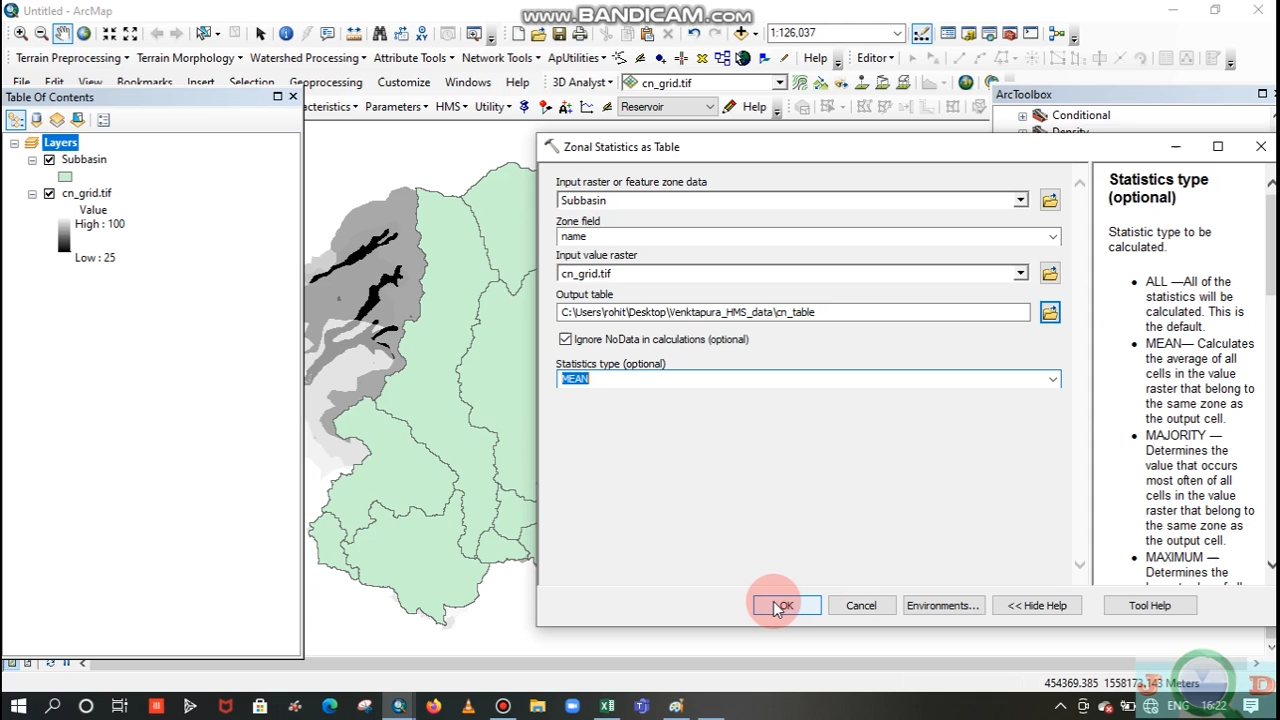 Untitled - ArcMap
www.BANDICAM.com
1:126,037
Terrain Preprocessing
Terrain Morphology
Watershed Processing
Attribute Tools
Network Tools
ApUtilities
Help
Editor
File Edit View Bookmarks Insert Selection Geoprocessing Customize Windows Help
3D Analyst
cn_grid.tif
Table Of Contents
Parameters
HMS
Utility
Reservoir
Help
ArcToolbox
Conditional
Density
Layers
Subbasin
cn_grid.tif
Value
High : 100
Low : 25
Zonal Statistics as Table
Input raster or feature zone data
Subbasin
Zone field
name
Input value raster
cn_grid.tif
Output table
C:\Users\rohit\Desktop\Venktapura_HMS_data\cn_table
Ignore NoData in calculations (optional)
Statistics type (optional)
MEAN
OK
Cancel
Environments...
<< Hide Help
Tool Help
Statistics type
(optional)
Statistic type to be
calculated.
ALL —All of the
statistics will be
calculated. This is
the default.
MEAN— Calculates
the average of all
cells in the value
raster that belong to
the same zone as
the output cell.
MAJORITY —
Determines the
value that occurs
most often of all
cells in the value
raster that belong to
the same zone as
the output cell.
MAXIMUM —
Determines the
454369.385 1558173.143 Meters
J D
ENG
16:22